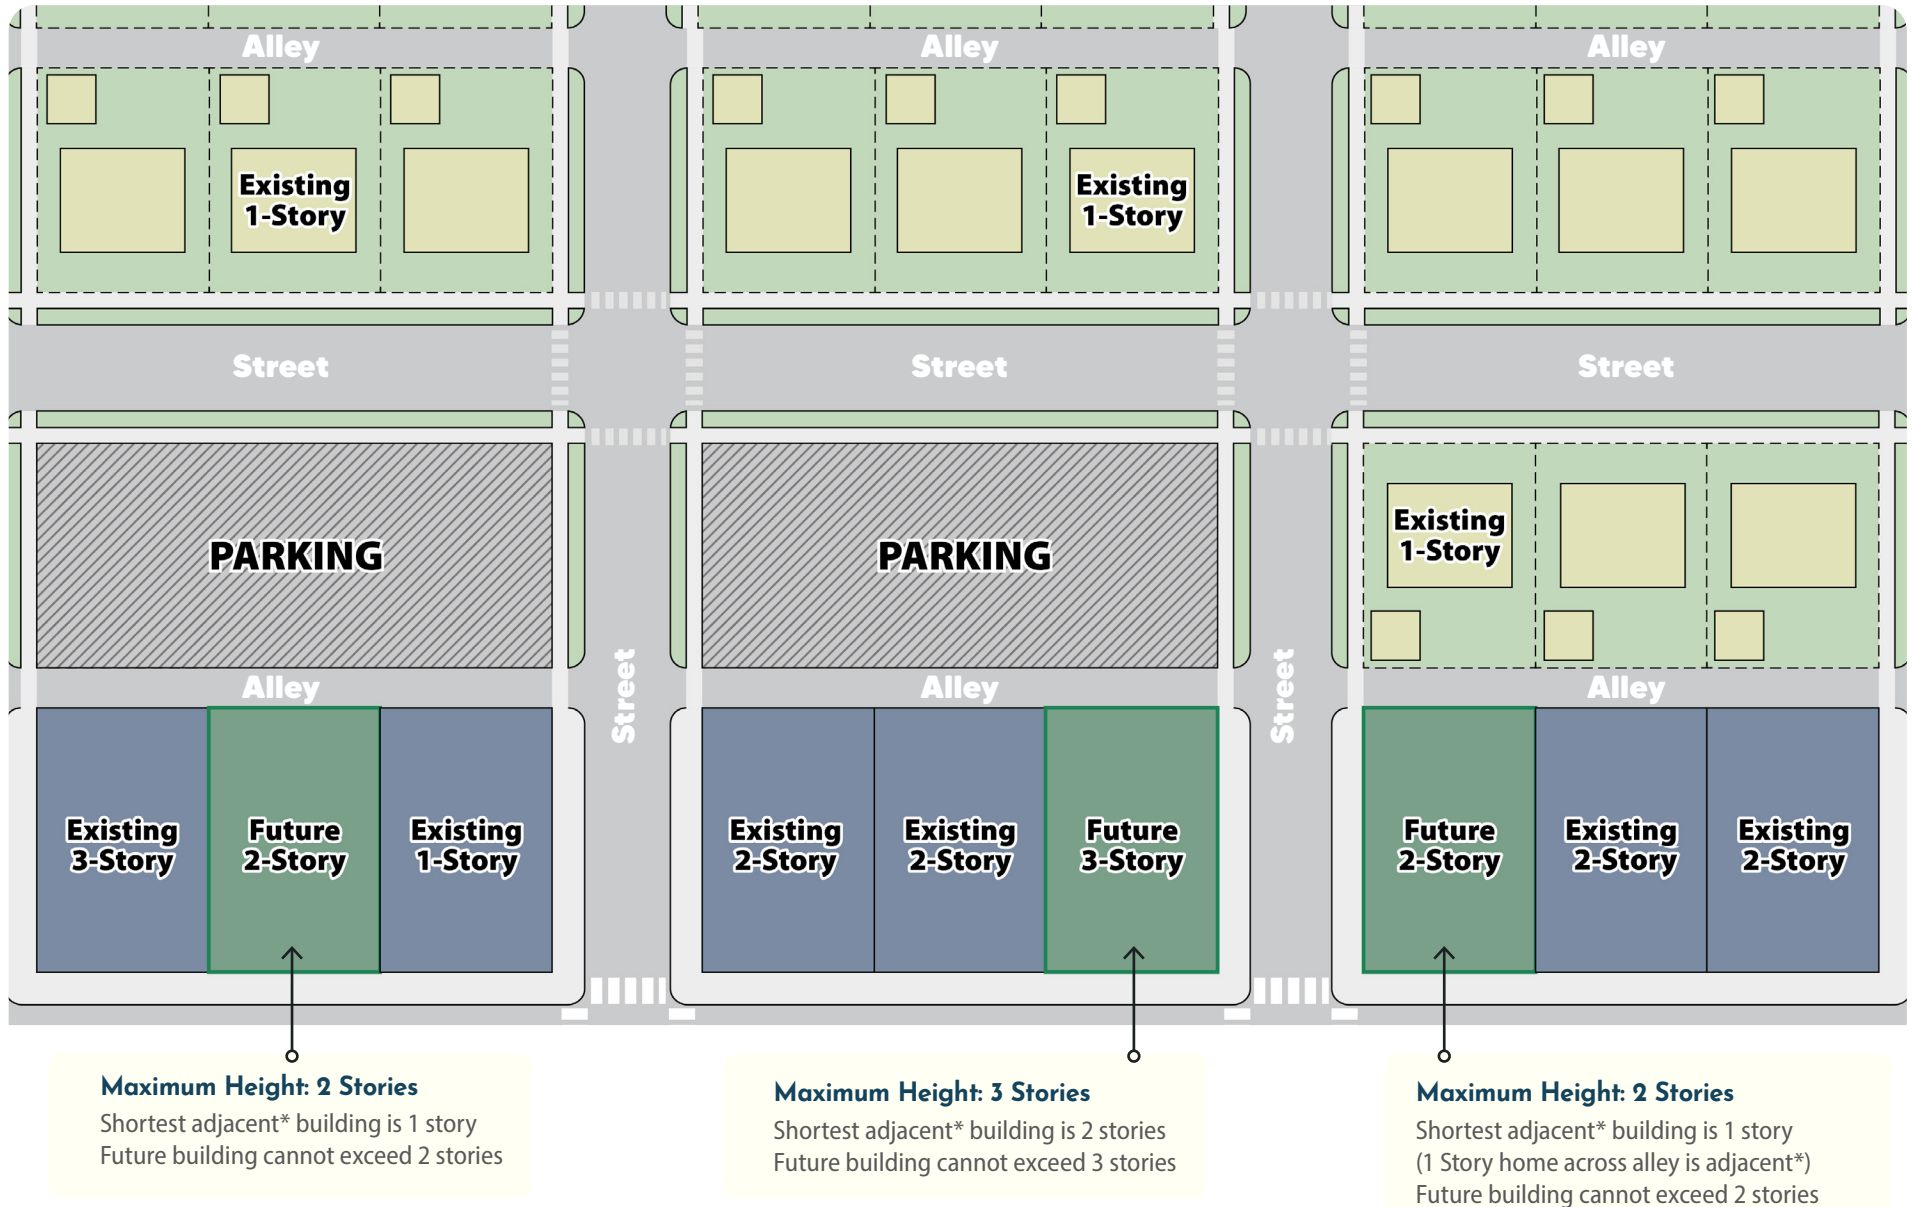 Alley
Alley
Alley
Existing
1-Story
Existing
1-Story
Street
Street
Street
PARKING
PARKING
Existing
1-Story
Alley
Street
Alley
Street
Alley
Existing
3-Story
Future
2-Story
Existing
1-Story
Existing
2-Story
Existing
2-Story
Future
3-Story
Future
2-Story
Existing
2-Story
Existing
2-Story
Maximum Height: 2 Stories
Shortest adjacent* building is 1 story
Future building cannot exceed 2 stories
Maximum Height: 3 Stories
Shortest adjacent* building is 2 stories
Future building cannot exceed 3 stories
Maximum Height: 2 Stories
Shortest adjacent* building is 1 story
(1 Story home across alley is adjacent*)
Future building cannot exceed 2 stories